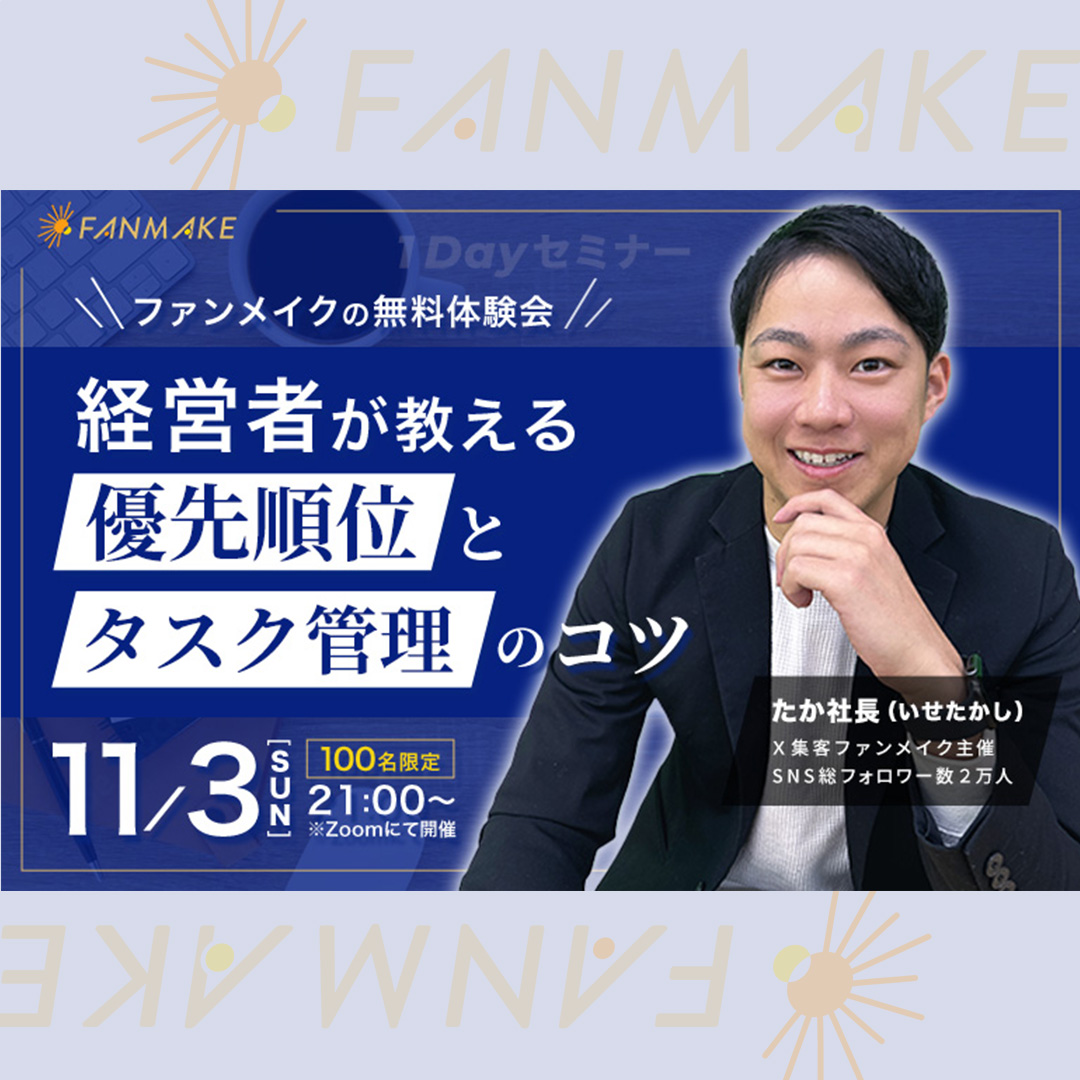 FANMAKE
FANMAKE
1Dayセミナー
ファンメイクの無料体験会
経営者が教える
優先順位と
タスク管理のコツ
11/3[SUN]
100名限定
21:00〜
※Zoomにて開催
たか社長(いせたかし)
X集客ファンメイク主催
SNS総フォロワー数2万人
FANMAKE